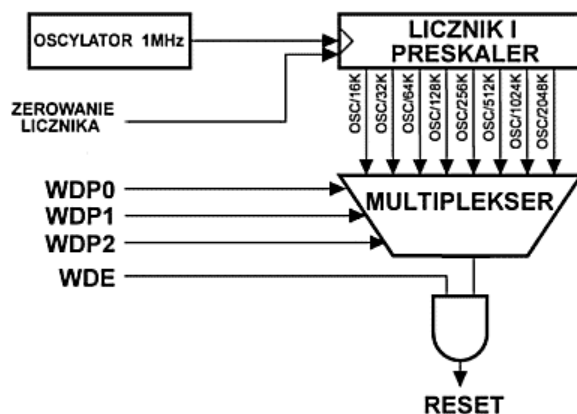 OSCYLATOR 1MHz
LICZNIK I
PRESKALER
ZEROWANIE
LICZNIKA
OSC/16K
OSC/32K
OSC/64K
OSC/128K
OSC/256K
OSC/512K
OSC/1024K
OSC/2048K
MULTIPLEKSER
WDP0
WDP1
WDP2
WDE
RESET